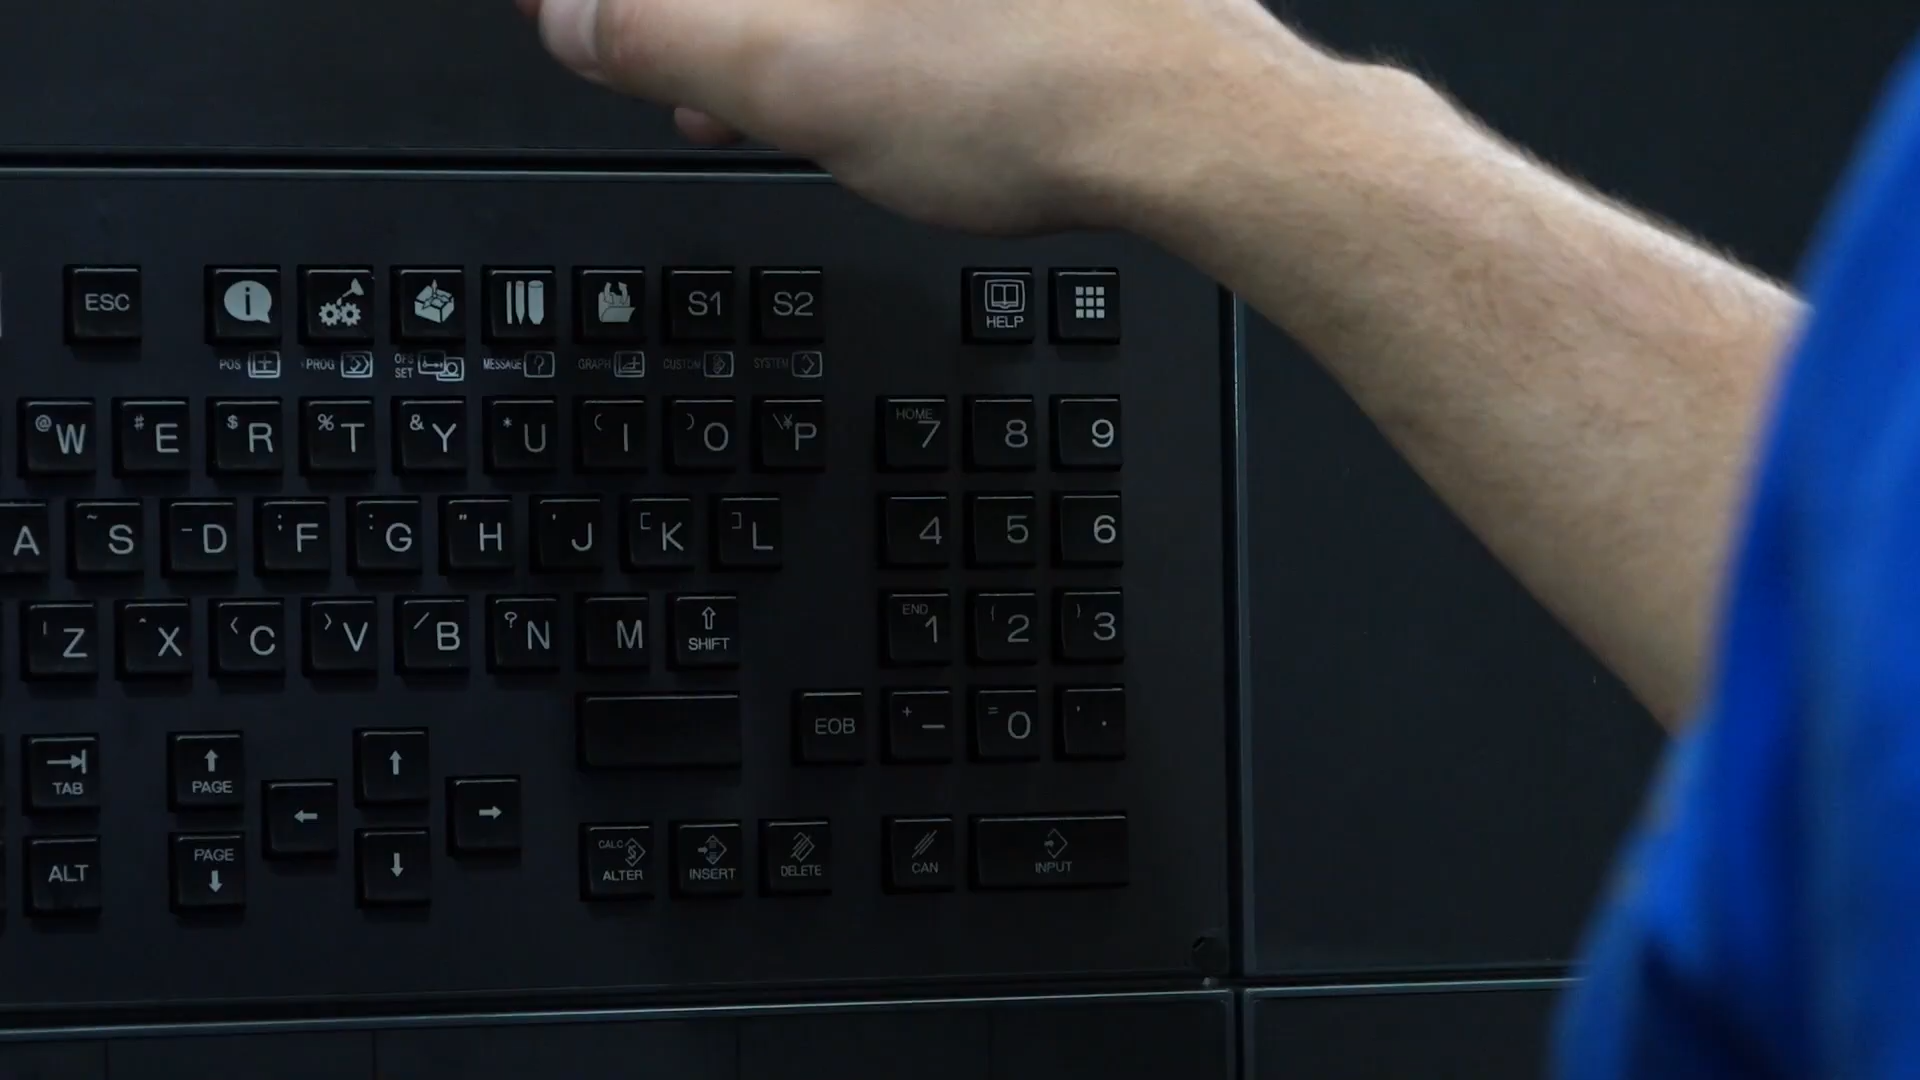 ESC S1 S2 HELP
POS PROG OFS SET MESSAGE GRAPH CUSTOM SYSTEM
@ W # E $ R % T & Y * U ( I ) O \¥ P HOME 7 8 9
A ~ S - D ; F : G " H ' J [ K ] L 4 5 6
| Z ^ X < C > V / B ? N M SHIFT END 1 { 2 } 3
EOB + - = 0 ' .
TAB PAGE
ALT PAGE CALC ALTER INSERT DELETE CAN INPUT